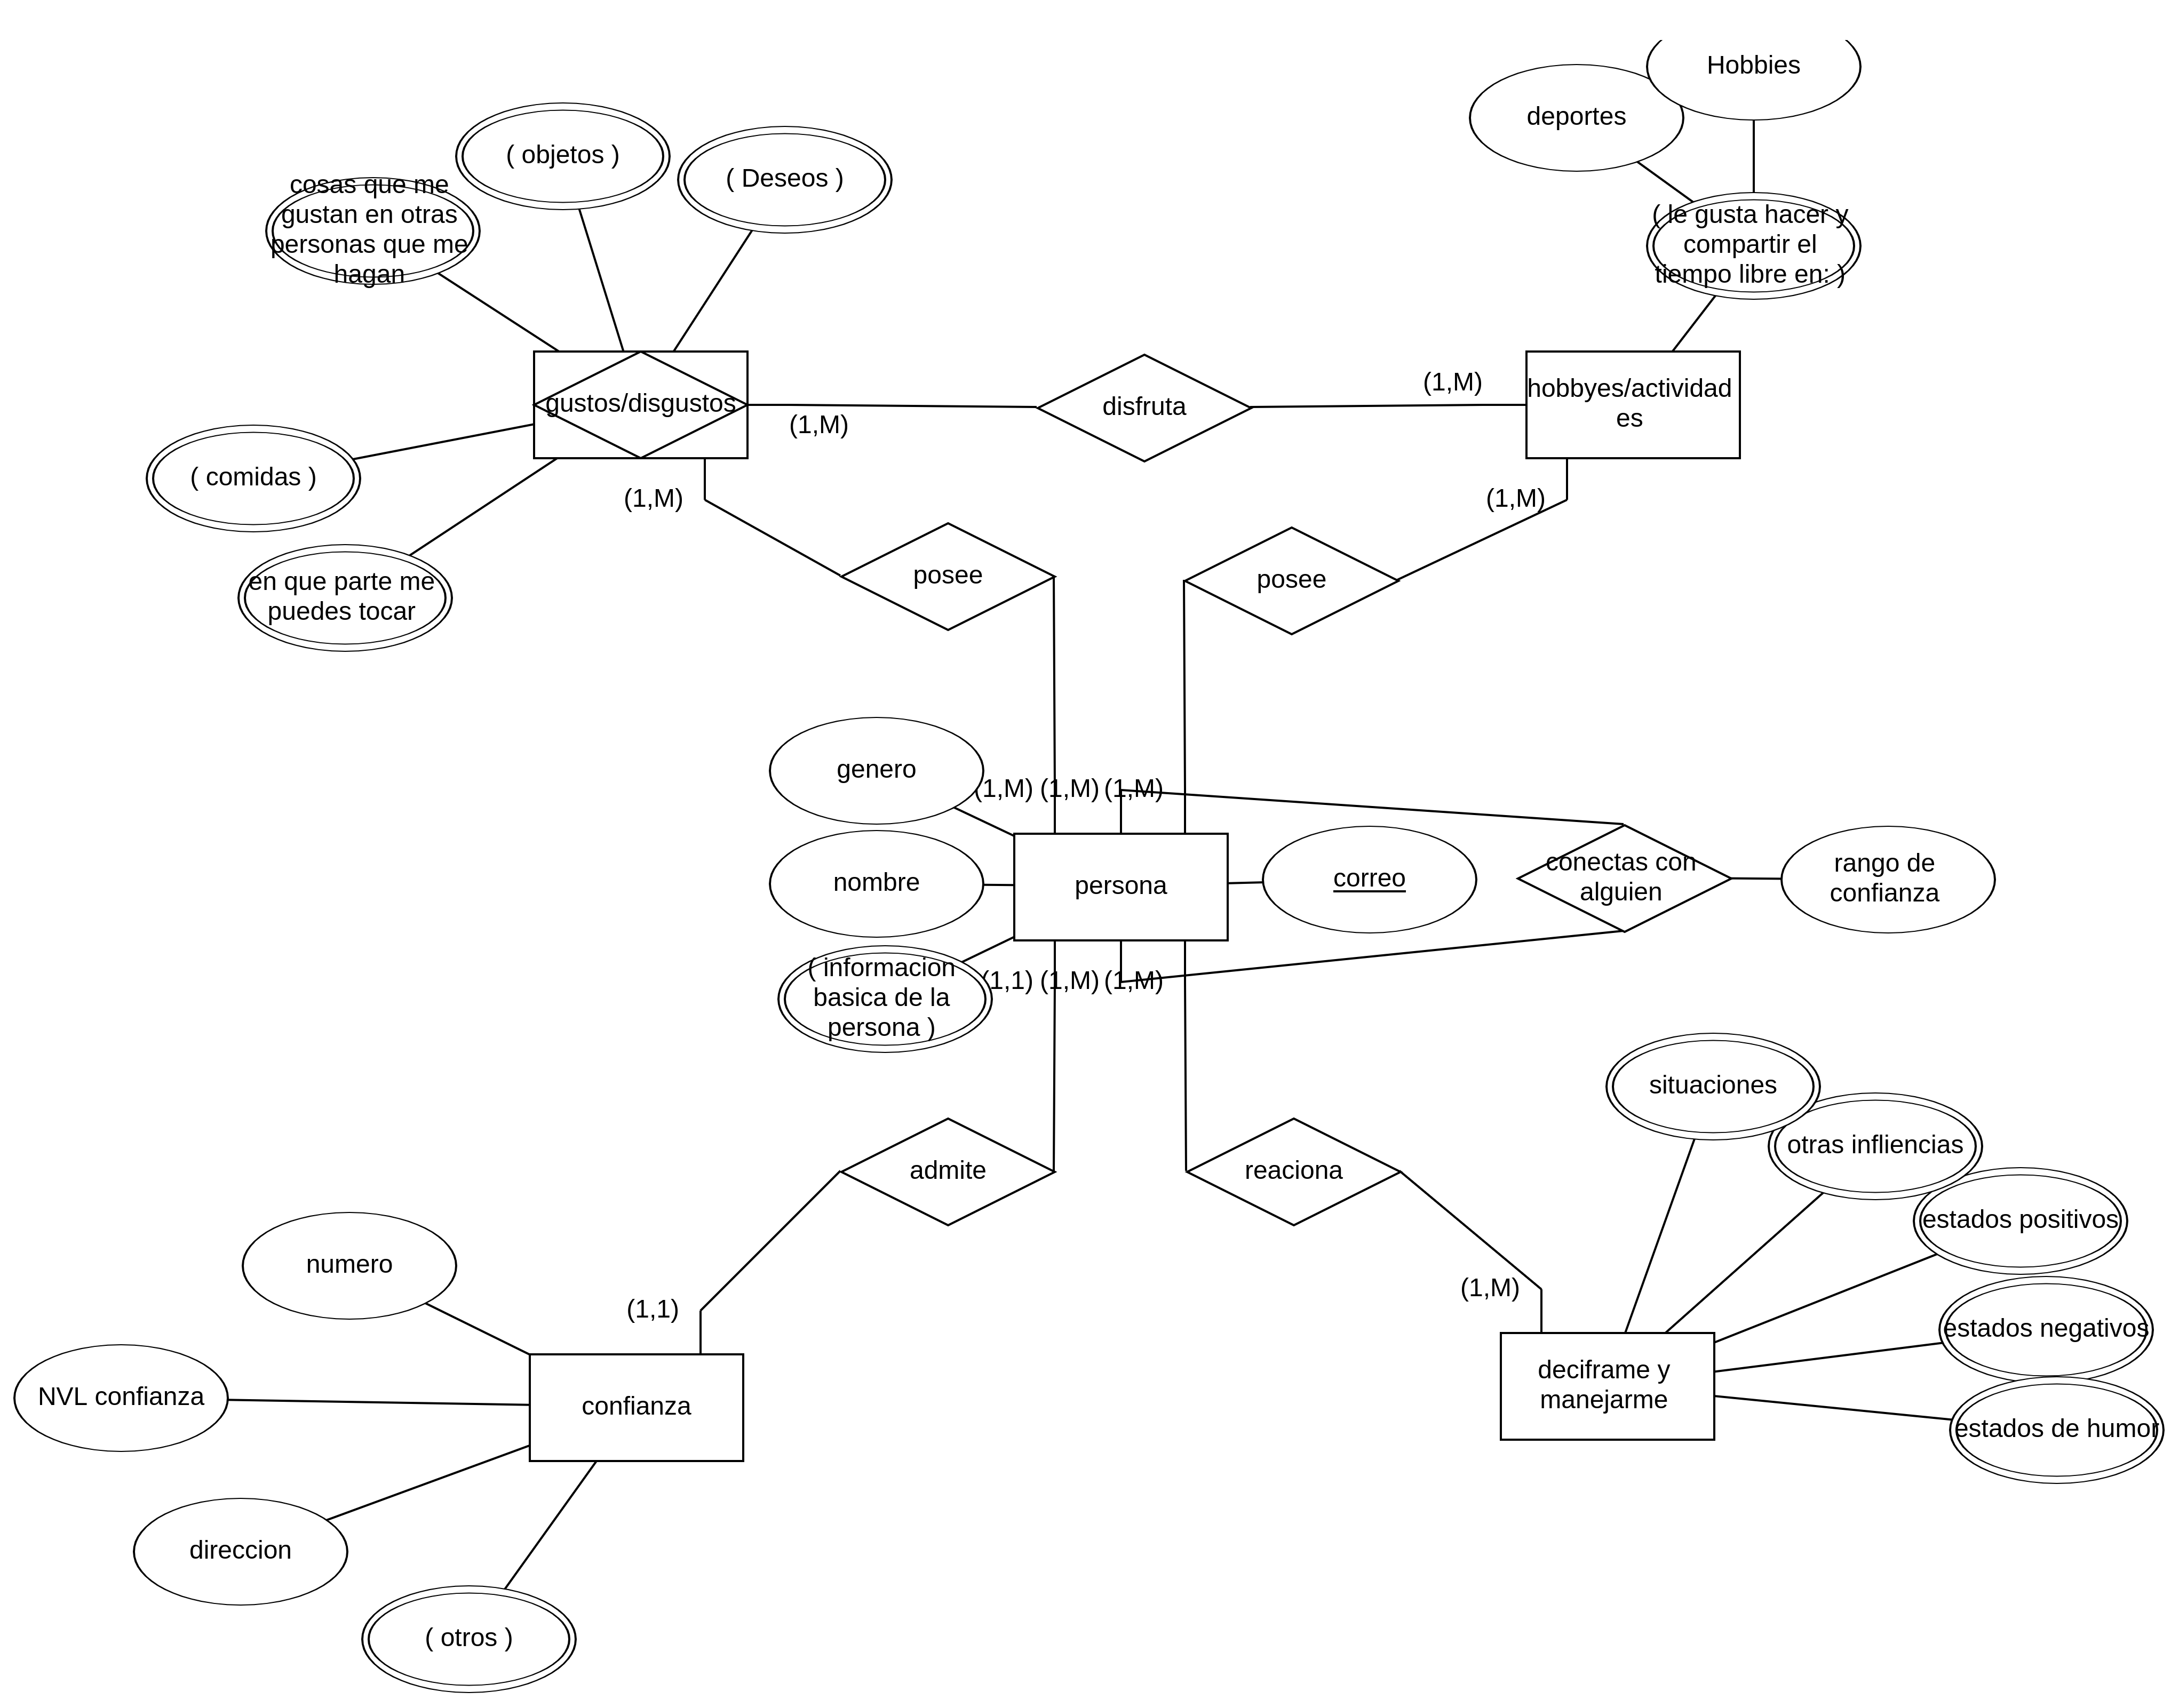 Hobbies
deportes
( objetos )
( Deseos )
cosas que me
gustan en otras
personas que me
hagan
( le gusta hacer y
compartir el
tiempo libre en: )
gustos/disgustos
(1,M)
disfruta
(1,M)
hobbyes/actividad
es
( comidas )
(1,M)
(1,M)
en que parte me
puedes tocar
posee
posee
genero
(1,M)
(1,M)
(1,M)
nombre
persona
correo
conectas con
alguien
rango de
confianza
( informacion
basica de la
persona )
(1,1)
(1,M)
(1,M)
situaciones
otras infliencias
admite
reaciona
estados positivos
numero
(1,1)
(1,M)
estados negativos
NVL confianza
confianza
deciframe y
manejarme
estados de humor
direccion
( otros )